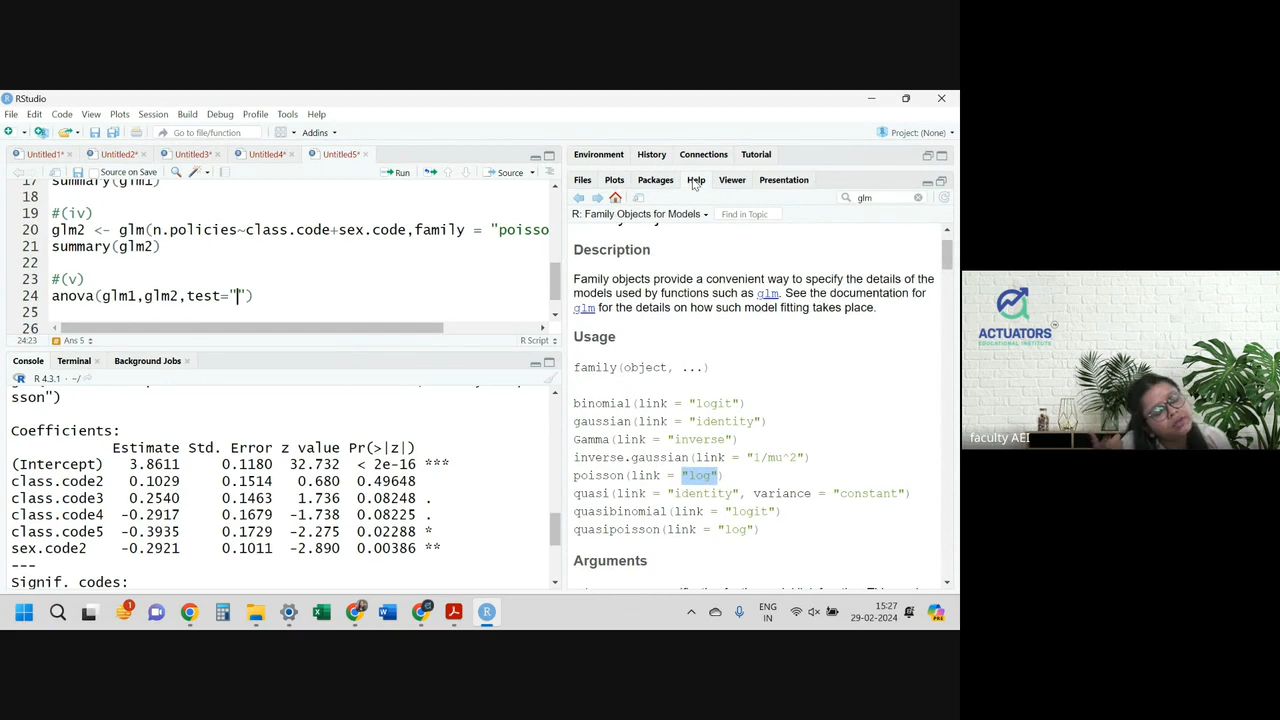 RStudio
File Edit Code View Plots Session Build Debug Profile Tools Help
Go to file/function Addins Project: (None)
Untitled1* Untitled2* Untitled3* Untitled4* Untitled5*
Source on Save Run Source
17 summary(glm1)
18
19 #(iv)
20 glm2 <- glm(n.policies~class.code+sex.code,family = "poisso
21 summary(glm2)
22
23 #(v)
24 anova(glm1,glm2,test="")
25
26
24:23 Ans 5 R Script
Console Terminal Background Jobs
R 4.3.1 · ~/
sson")
Coefficients:
Estimate Std. Error z value Pr(>|z|)
(Intercept) 3.8611 0.1180 32.732 < 2e-16 ***
class.code2 0.1029 0.1514 0.680 0.49648
class.code3 0.2540 0.1463 1.736 0.08248 .
class.code4 -0.2917 0.1679 -1.738 0.08225 .
class.code5 -0.3935 0.1729 -2.275 0.02288 *
sex.code2 -0.2921 0.1011 -2.890 0.00386 **
---
Signif. codes:
Environment History Connections Tutorial
Files Plots Packages Help Viewer Presentation
glm
R: Family Objects for Models Find in Topic
Description
Family objects provide a convenient way to specify the details of the
models used by functions such as glm. See the documentation for
glm for the details on how such model fitting takes place.
Usage
family(object, ...)
binomial(link = "logit")
gaussian(link = "identity")
Gamma(link = "inverse")
inverse.gaussian(link = "1/mu^2")
poisson(link = "log")
quasi(link = "identity", variance = "constant")
quasibinomial(link = "logit")
quasipoisson(link = "log")
Arguments
ACTUATORS
EDUCATIONAL INSTITUTE
faculty AEI
1
ENG
IN
15:27
29-02-2024